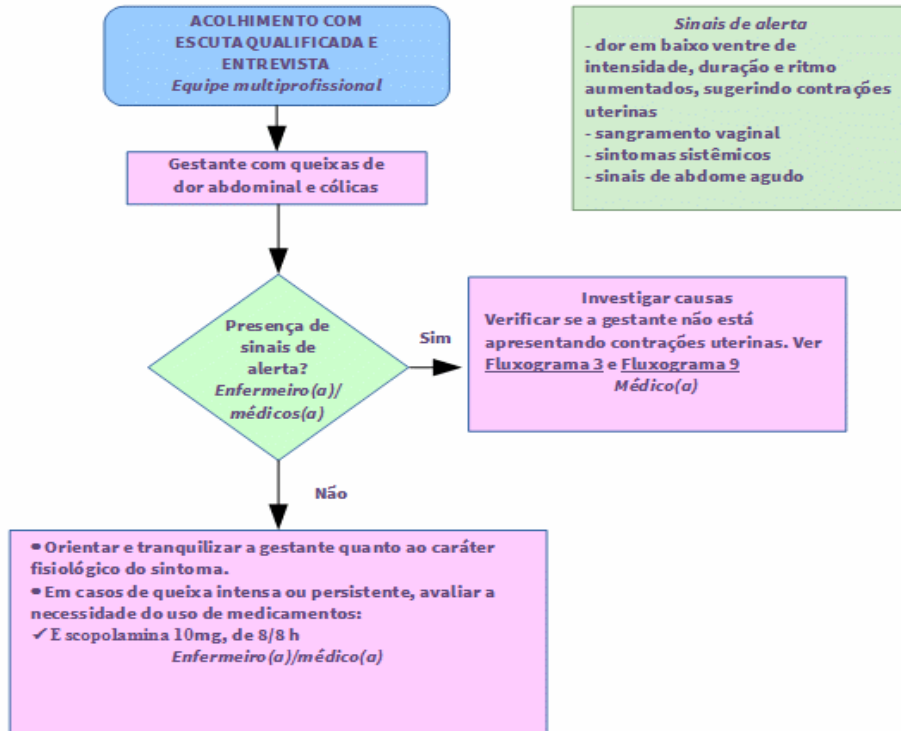 ACOLHIMENTO COM
ESCUTA QUALIFICADA E
ENTREVISTA
Equipe multiprofissional
Sinais de alerta
- dor em baixo ventre de
intensidade, duração e ritmo
aumentados, sugerindo contrações
uterinas
- sangramento vaginal
- sintomas sistêmicos
- sinais de abdome agudo
Gestante com queixas de
dor abdominal e cólicas
Presença de
sinais de
alerta?
Enfermeiro(a)/
médicos(a)
Sim
Investigar causas
Verificar se a gestante não está
apresentando contrações uterinas. Ver
Fluxograma 3 e Fluxograma 9
Médico(a)
Não
• Orientar e tranquilizar a gestante quanto ao caráter
fisiológico do sintoma.
• Em casos de queixa intensa ou persistente, avaliar a
necessidade do uso de medicamentos:
✓ E scopolamina 10mg, de 8/8 h
Enfermeiro(a)/médico(a)